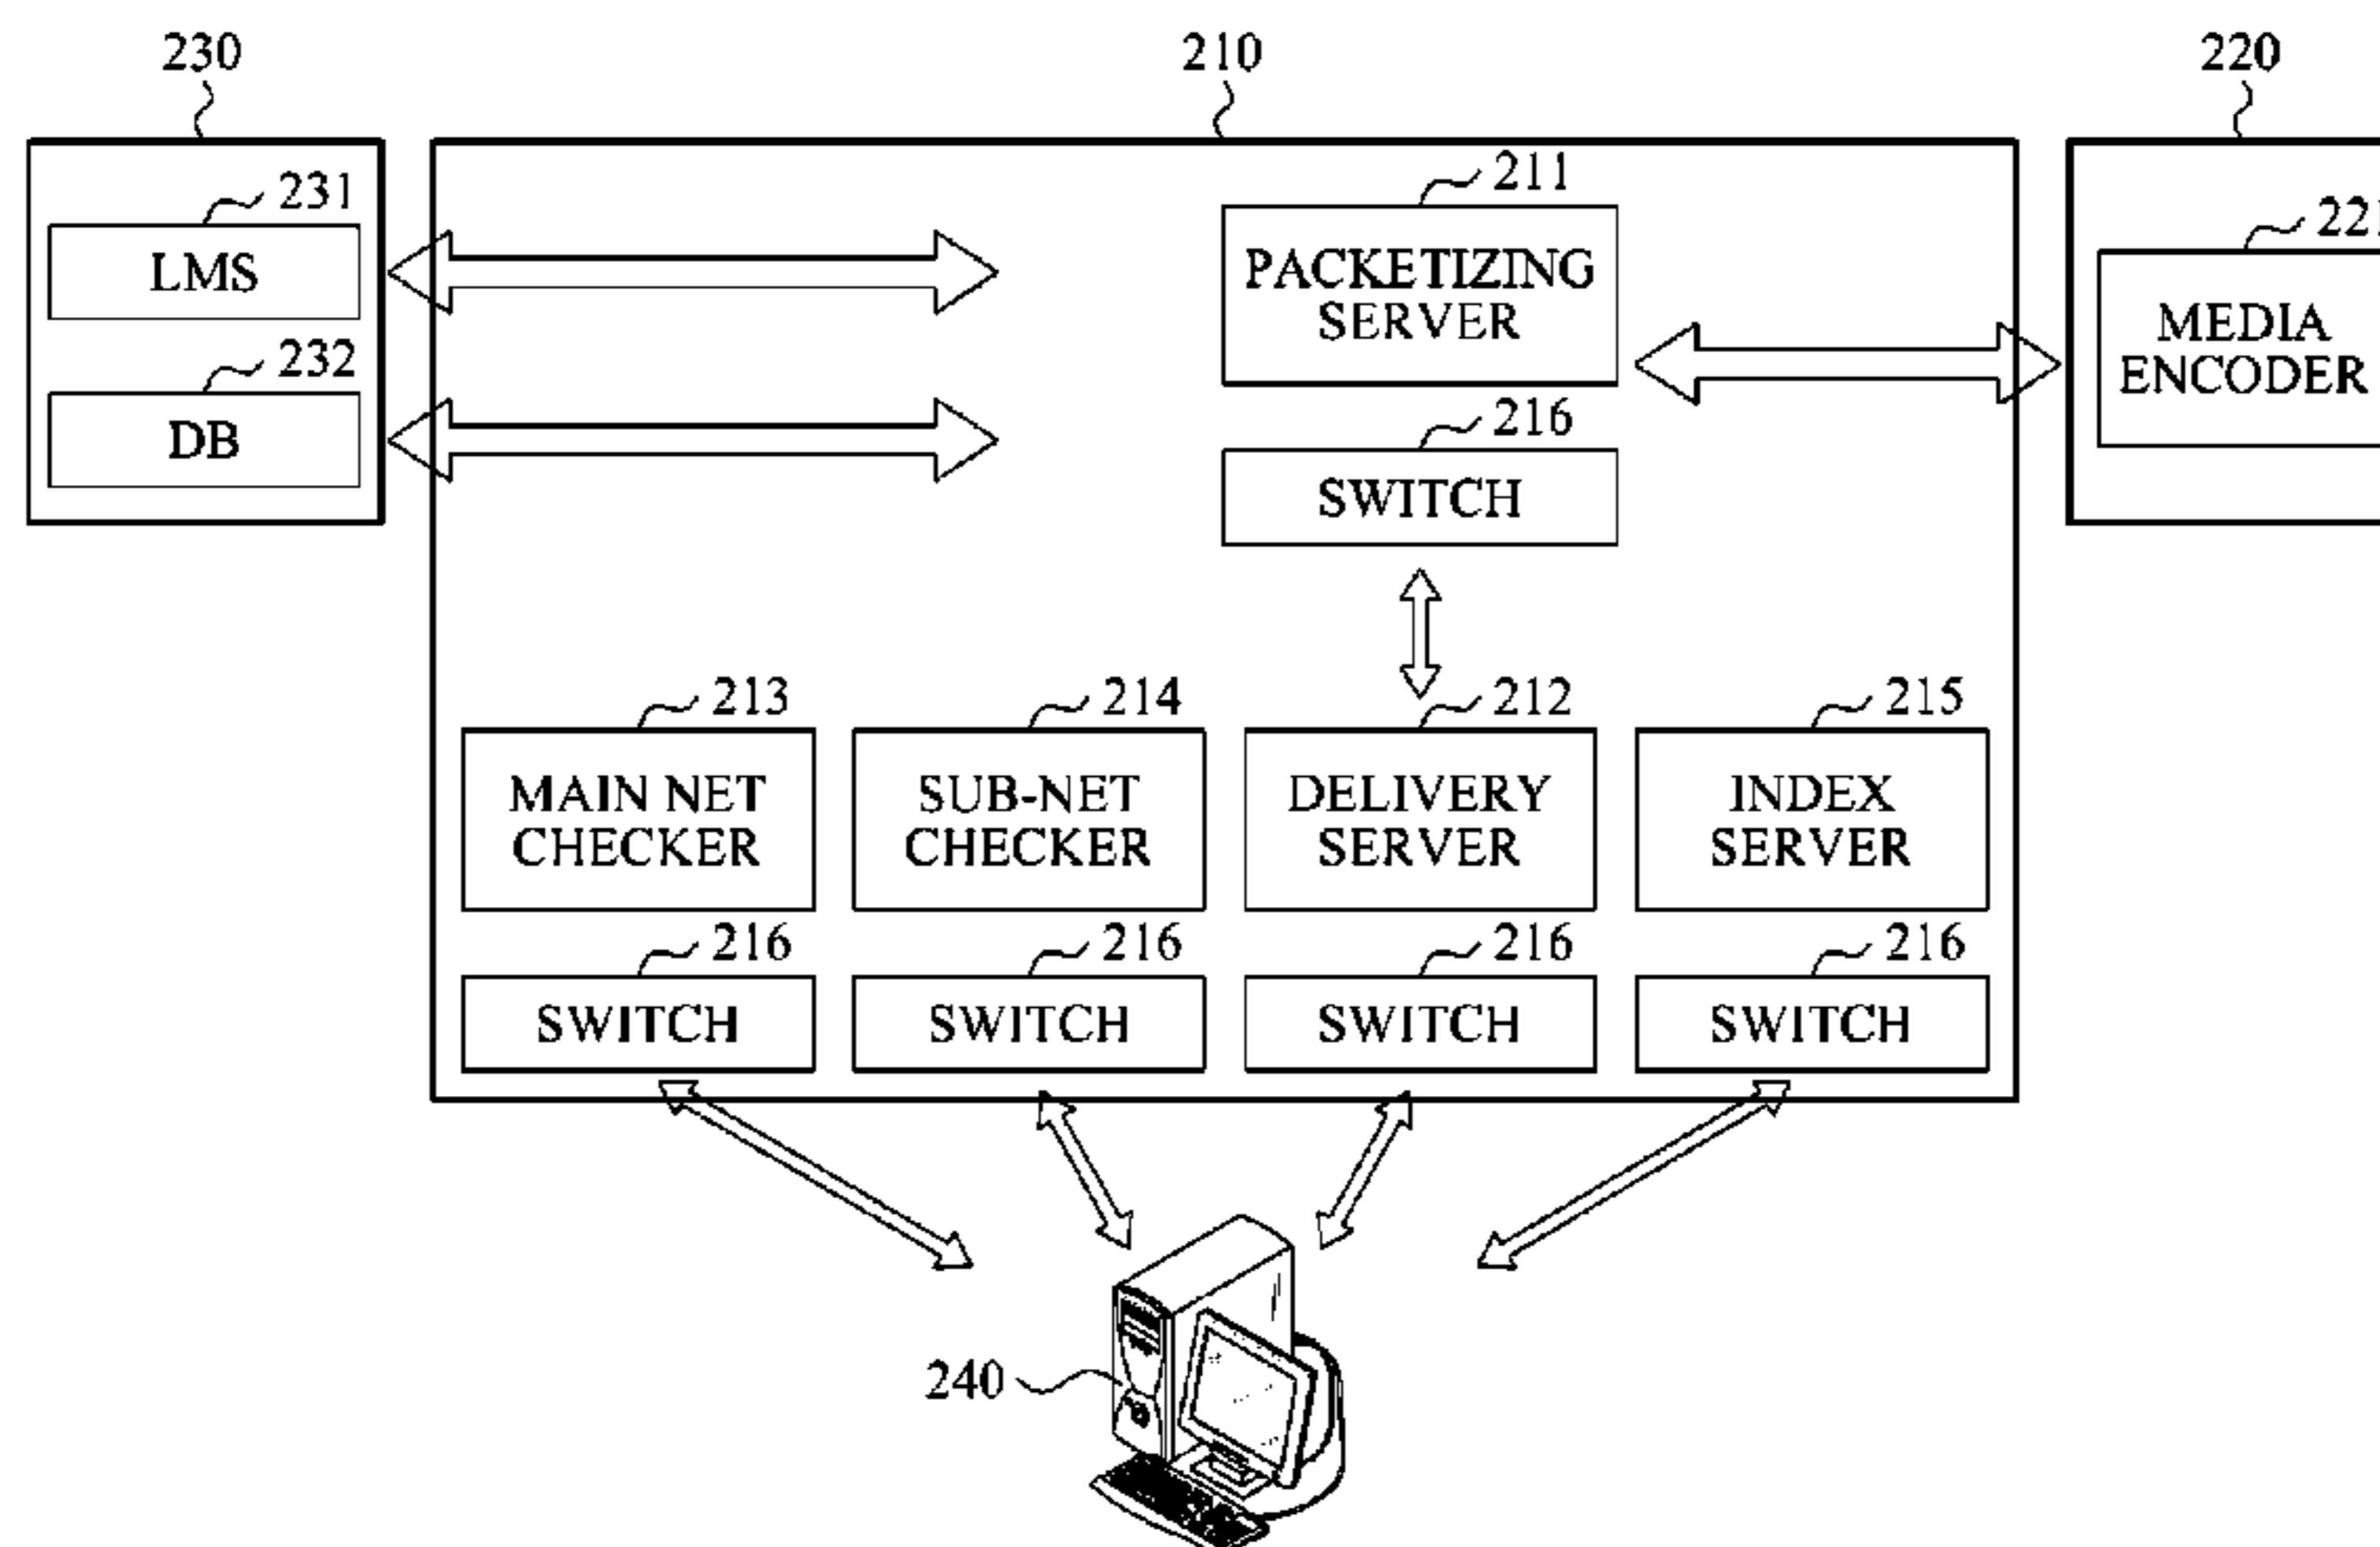 230
210
220
231
LMS
232
DB
211
PACKETIZING
SERVER
216
SWITCH
221
MEDIA
ENCODER
213
MAIN NET
CHECKER
214
SUB-NET
CHECKER
212
DELIVERY
SERVER
215
INDEX
SERVER
216
SWITCH
216
SWITCH
216
SWITCH
216
SWITCH
240